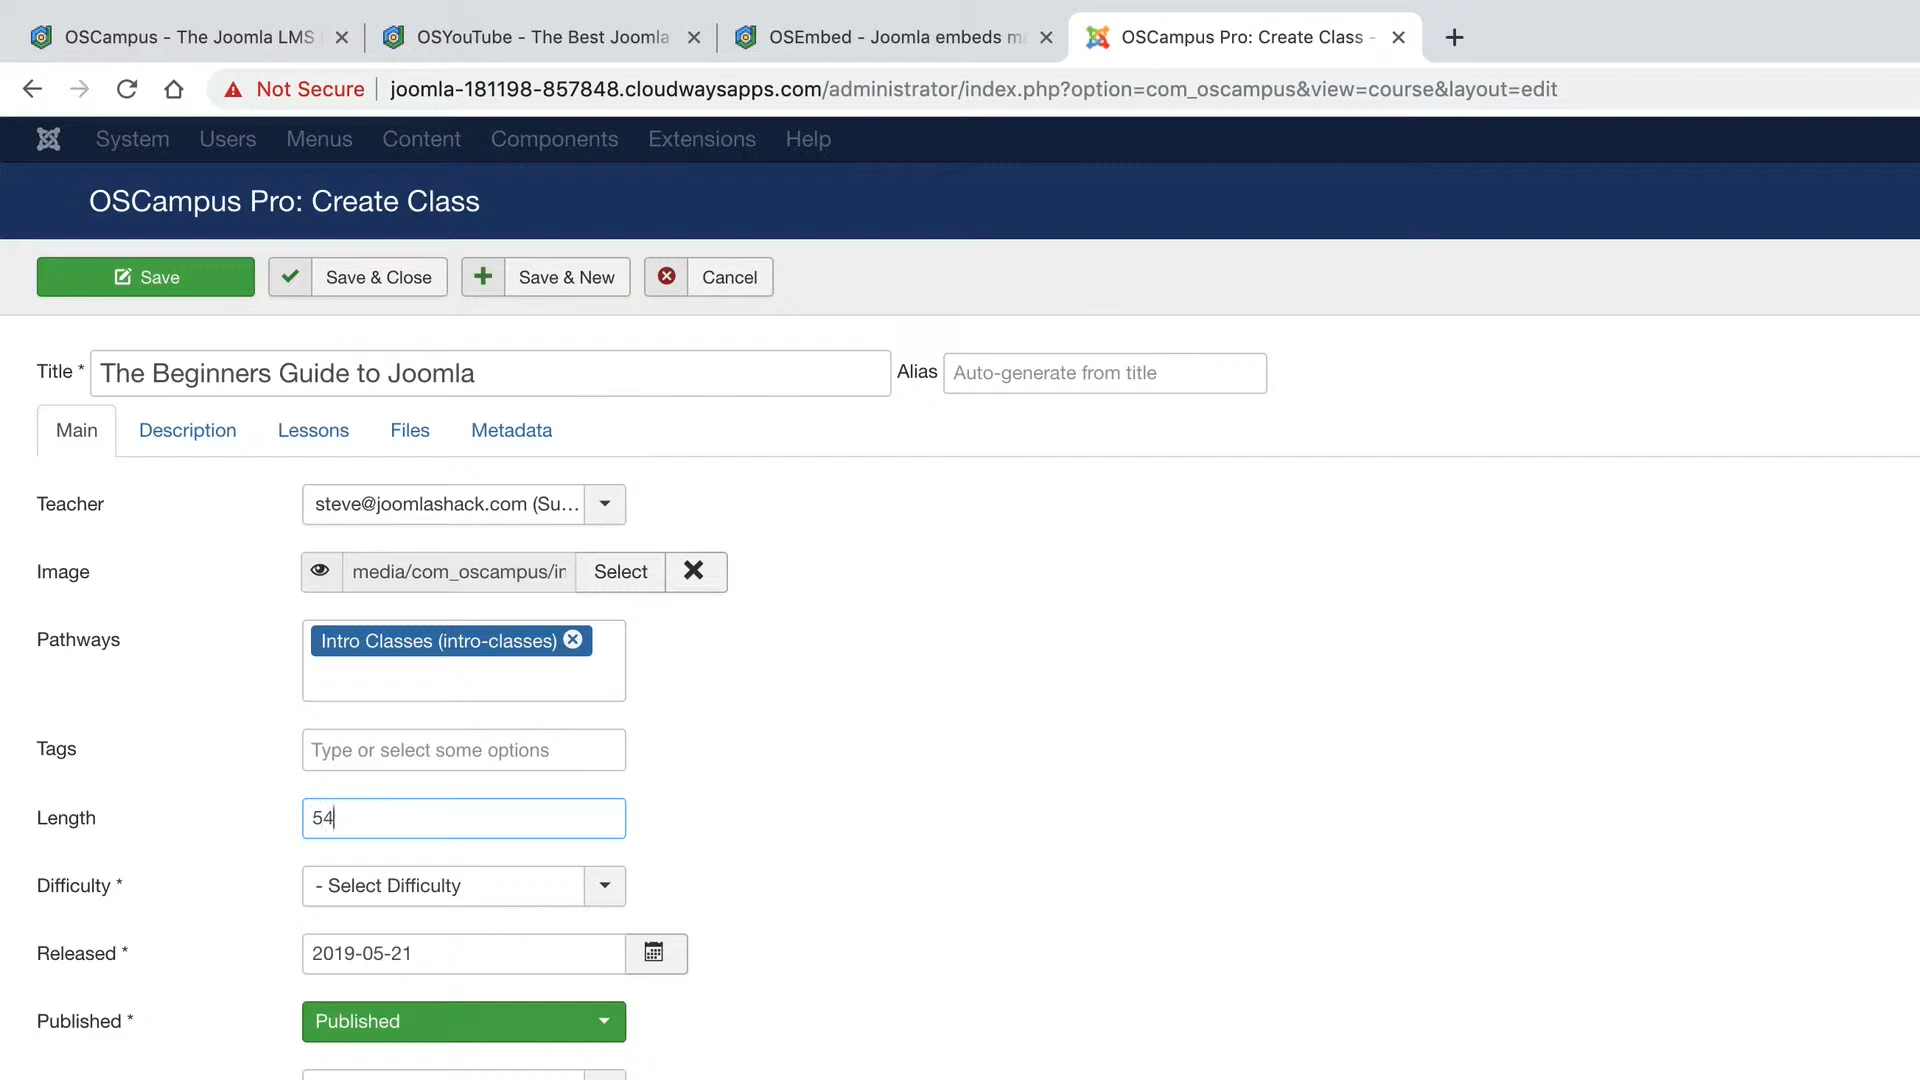 OSCampus - The Joomla LMS
OSYouTube - The Best Joomla
OSEmbed - Joomla embeds m
OSCampus Pro: Create Class -
Not Secure
joomla-181198-857848.cloudwaysapps.com/administrator/index.php?option=com_oscampus&view=course&layout=edit
System Users Menus Content Components Extensions Help
OSCampus Pro: Create Class
Save Save & Close Save & New Cancel
Title * The Beginners Guide to Joomla Alias Auto-generate from title
Main Description Lessons Files Metadata
Teacher steve@joomlashack.com (Su...
Image media/com_oscampus/ir Select
Pathways Intro Classes (intro-classes)
Tags Type or select some options
Length 54
Difficulty * - Select Difficulty
Released * 2019-05-21
Published * Published